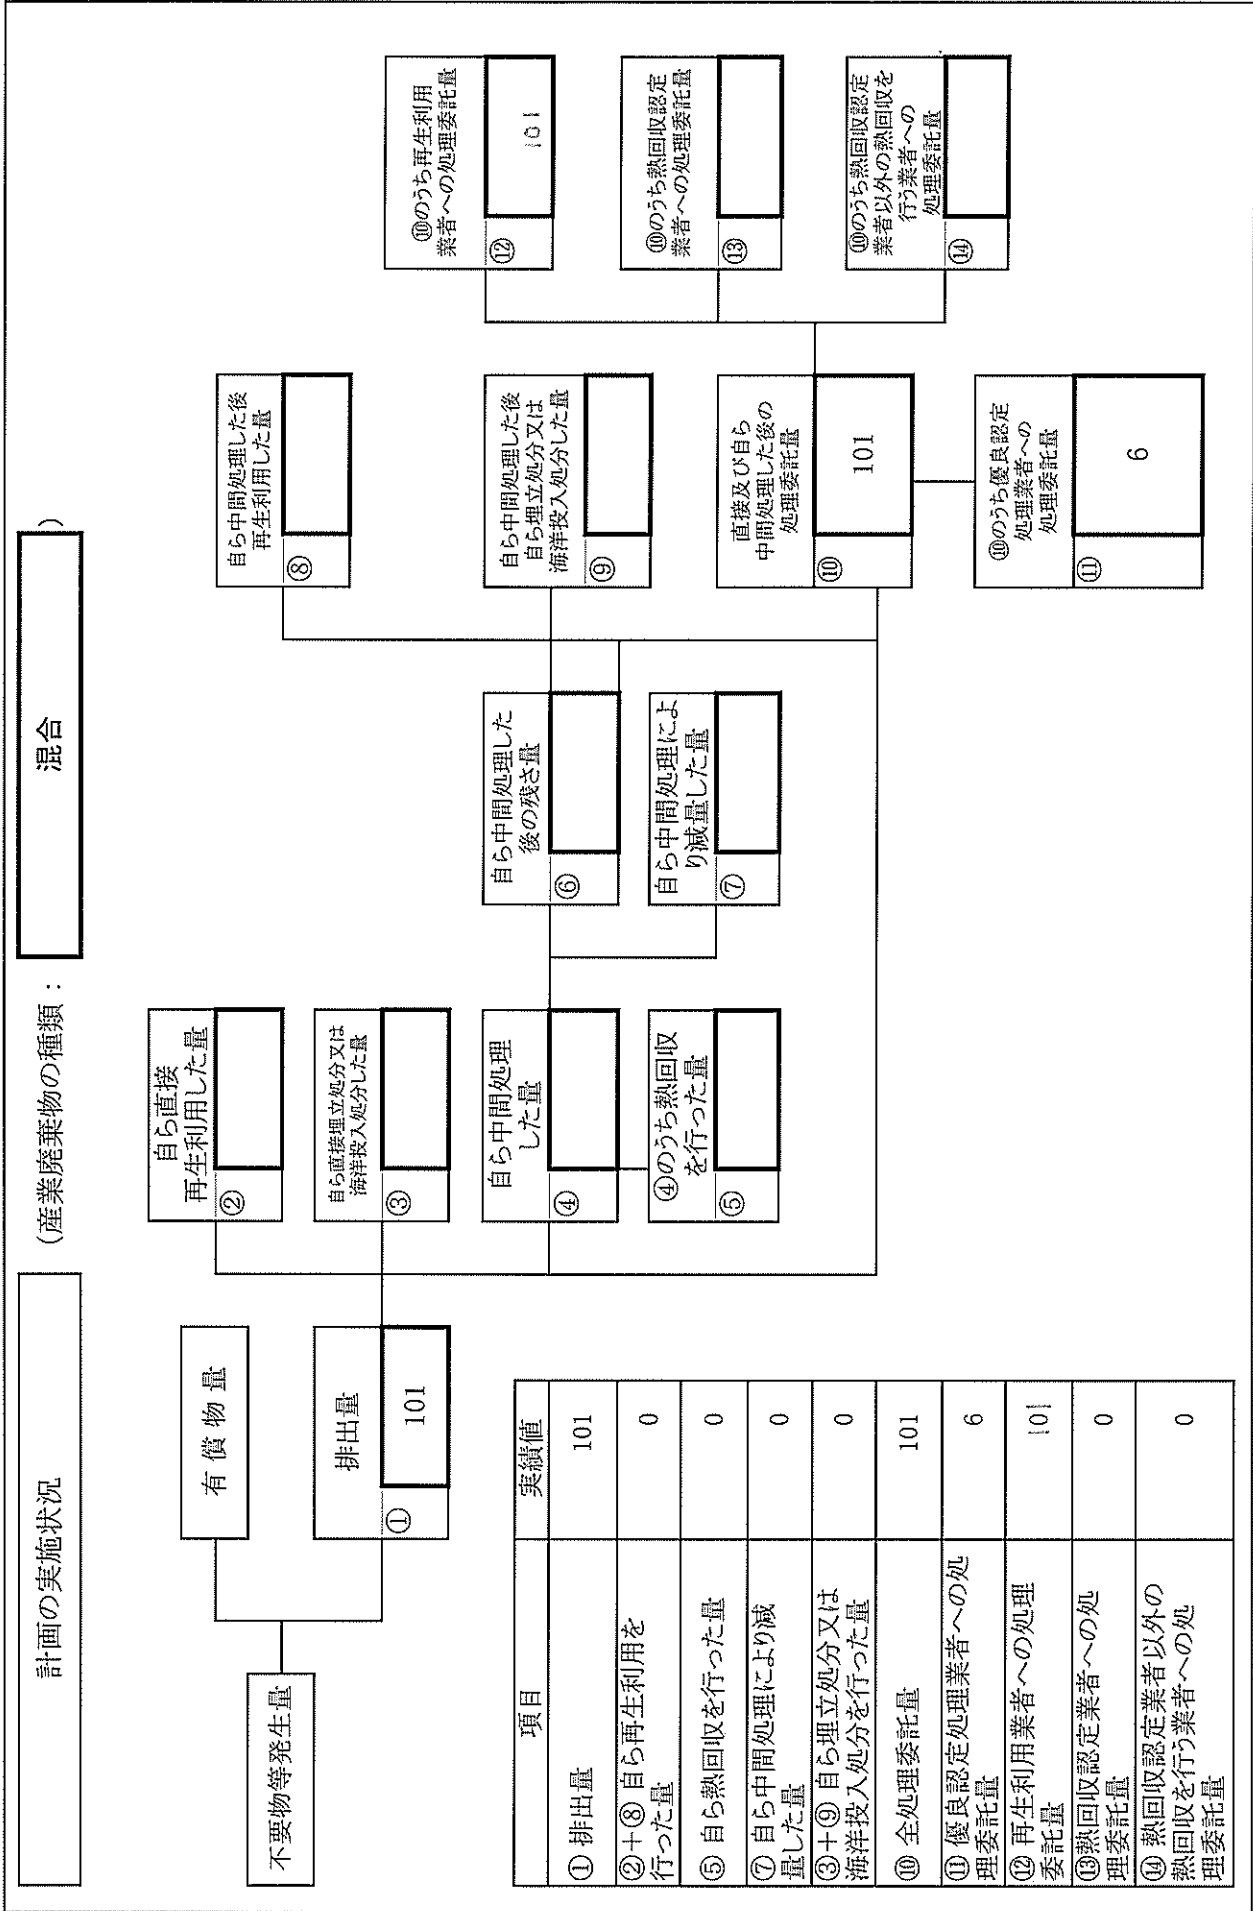 計画の実施状況
(産業廃棄物の種類:
混合
)
不要物等発生量
有 償 物 量
排出量
①
101
自ら直接
再生利用した量
②
自ら直接埋立処分又は
海洋投入処分した量
③
自ら中間処理
した量
④
④のうち熱回収
を行った量
⑤
自ら中間処理した
後の残さ量
⑥
自ら中間処理によ
り減量した量
⑦
自ら中間処理した後
再生利用した量
⑧
自ら中間処理した後
自ら埋立処分又は
海洋投入処分した量
⑨
直接及び自ら
中間処理した後の
処理委託量
⑩
101
⑩のうち優良認定
処理業者への
処理委託量
⑪
6
⑩のうち再生利用
業者への処理委託量
⑫
101
⑩のうち熱回収認定
業者への処理委託量
⑬
⑩のうち熱回収認定
業者以外の熱回収を
行う業者への
処理委託量
⑭
項目
実績値
① 排出量
101
②+⑧ 自ら再生利用を
行った量
0
⑤ 自ら熱回収を行った量
0
⑦ 自ら中間処理により減
量した量
0
③+⑨ 自ら埋立処分又は
海洋投入処分を行った量
0
⑩ 全処理委託量
101
⑪ 優良認定処理業者への処
理委託量
6
⑫ 再生利用業者への処理
委託量
101
⑬熱回収認定業者への処
理委託量
0
⑭ 熱回収認定業者以外の
熱回収を行う業者への処
理委託量
0